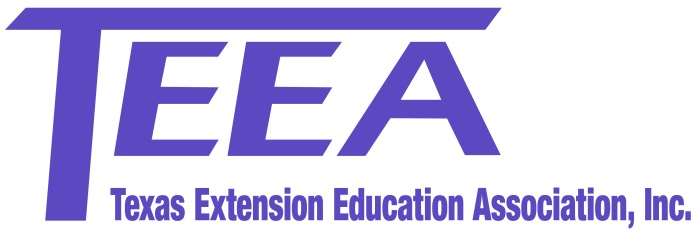 TEEA
Texas Extension Education Association, Inc.